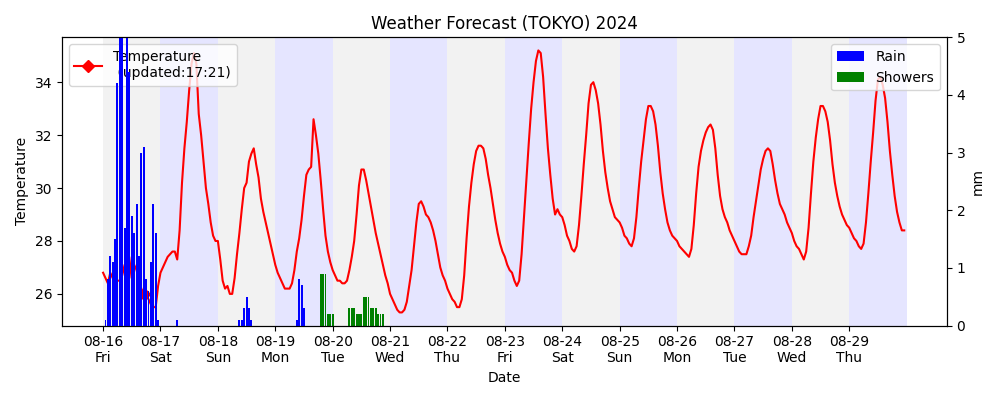 Weather Forecast (TOKYO) 2024
Temperature
(updated:17:21)
Rain
Showers
Temperature
34
32
30
28
26
5
4
3
2
1
0
mm
08-16 08-17 08-18 08-19 08-20 08-21 08-22 08-23 08-24 08-25 08-26 08-27 08-28 08-29
Fri Sat Sun Mon Tue Wed Thu Fri Sat Sun Mon Tue Wed Thu
Date